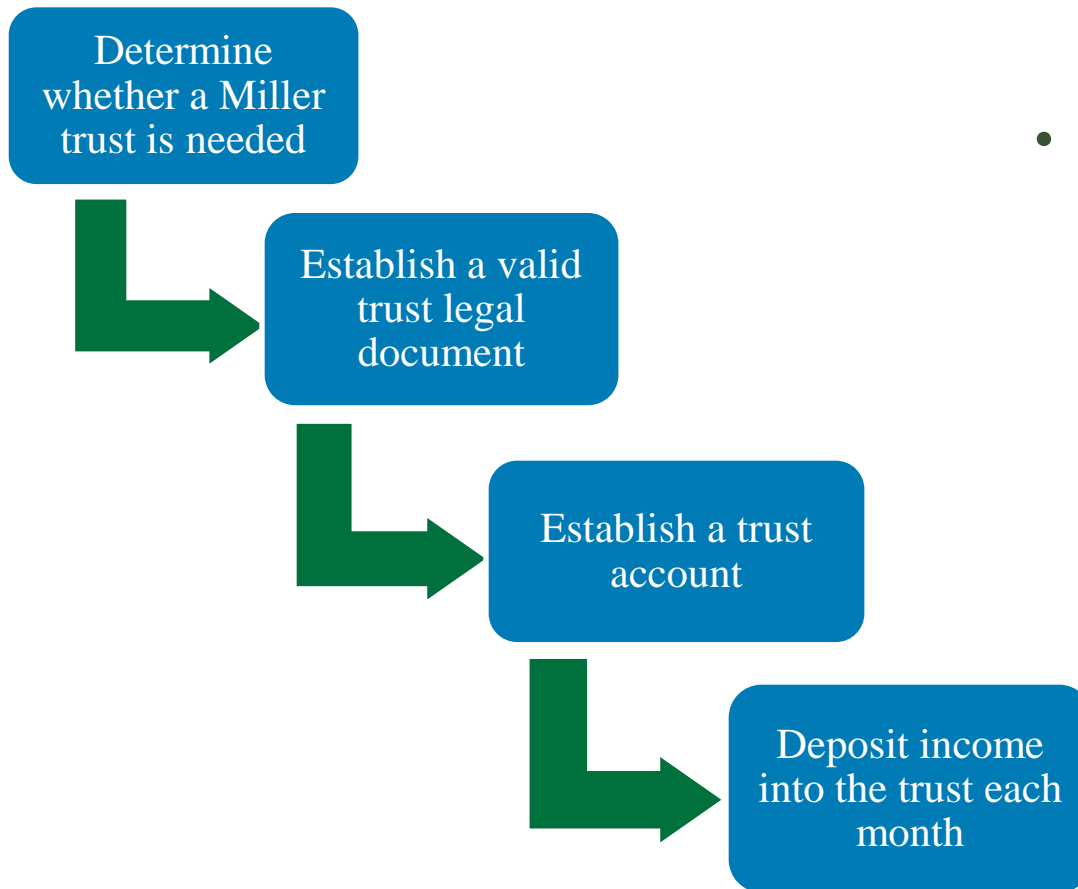 Determine
whether a Miller
trust is needed
Establish a valid
trust legal
document
Establish a trust
account
Deposit income
into the trust each
month